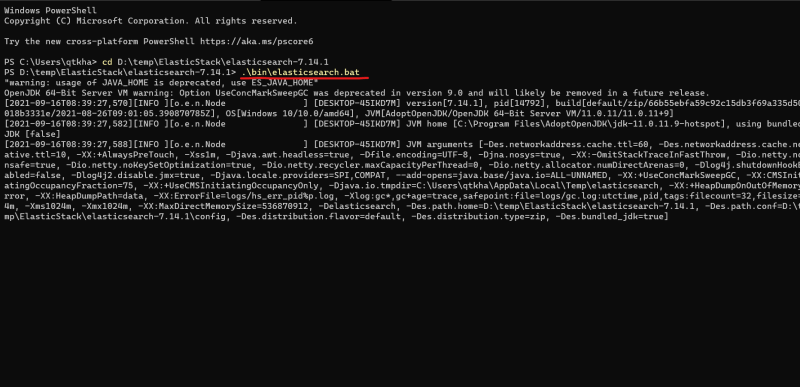 Windows PowerShell
Copyright (C) Microsoft Corporation. All rights reserved.
Try the new cross-platform PowerShell https://aka.ms/pscore6
PS C:\Users\qtkha> cd D:\temp\ElasticStack\elasticsearch-7.14.1
PS D:\temp\ElasticStack\elasticsearch-7.14.1> .\bin\elasticsearch.bat
"warning: usage of JAVA_HOME is deprecated, use ES_JAVA_HOME"
OpenJDK 64-Bit Server VM warning: Option UseConcMarkSweepGC was deprecated in version 9.0 and will likely be removed in a future release.
[2021-09-16T08:39:27,570][INFO ][o.e.n.Node ] [DESKTOP-45IKD7M] version[7.14.1], pid[14792], build[default/zip/66b55ebfa59c92c15db3f69a335d50
018b3331e/2021-08-26T09:01:05.390870785Z], OS[Windows 10/10.0/amd64], JVM[AdoptOpenJDK/OpenJDK 64-Bit Server VM/11.0.11/11.0.11+9]
[2021-09-16T08:39:27,582][INFO ][o.e.n.Node ] [DESKTOP-45IKD7M] JVM home [C:\Program Files\AdoptOpenJDK\jdk-11.0.11.9-hotspot], using bundled
JDK [false]
[2021-09-16T08:39:27,588][INFO ][o.e.n.Node ] [DESKTOP-45IKD7M] JVM arguments [-Des.networkaddress.cache.ttl=60, -Des.networkaddress.cache.ne
ative.ttl=10, -XX:+AlwaysPreTouch, -Xss1m, -Djava.awt.headless=true, -Dfile.encoding=UTF-8, -Djna.nosys=true, -XX:-OmitStackTraceInFastThrow, -Dio.netty.no
nsafe=true, -Dio.netty.noKeySetOptimization=true, -Dio.netty.recycler.maxCapacityPerThread=0, -Dio.netty.allocator.numDirectArenas=0, -Dlog4j.shutdownHook
abled=false, -Dlog4j2.disable.jmx=true, -Djava.locale.providers=SPI,COMPAT, --add-opens=java.base/java.io=ALL-UNNAMED, -XX:+UseConcMarkSweepGC, -XX:CMSInit
atingOccupancyFraction=75, -XX:+UseCMSInitiatingOccupancyOnly, -Djava.io.tmpdir=C:\Users\qtkha\AppData\Local\Temp\elasticsearch, -XX:+HeapDumpOnOutOfMemory
rror, -XX:HeapDumpPath=data, -XX:ErrorFile=logs/hs_err_pid%p.log, -Xlog:gc*,gc+age=trace,safepoint:file=logs/gc.log:utctime,pid,tags:filecount=32,filesize=
4m, -Xms1024m, -Xmx1024m, -XX:MaxDirectMemorySize=536870912, -Delasticsearch, -Des.path.home=D:\temp\ElasticStack\elasticsearch-7.14.1, -Des.path.conf=D:\t
mp\ElasticStack\elasticsearch-7.14.1\config, -Des.distribution.flavor=default, -Des.distribution.type=zip, -Des.bundled_jdk=true]